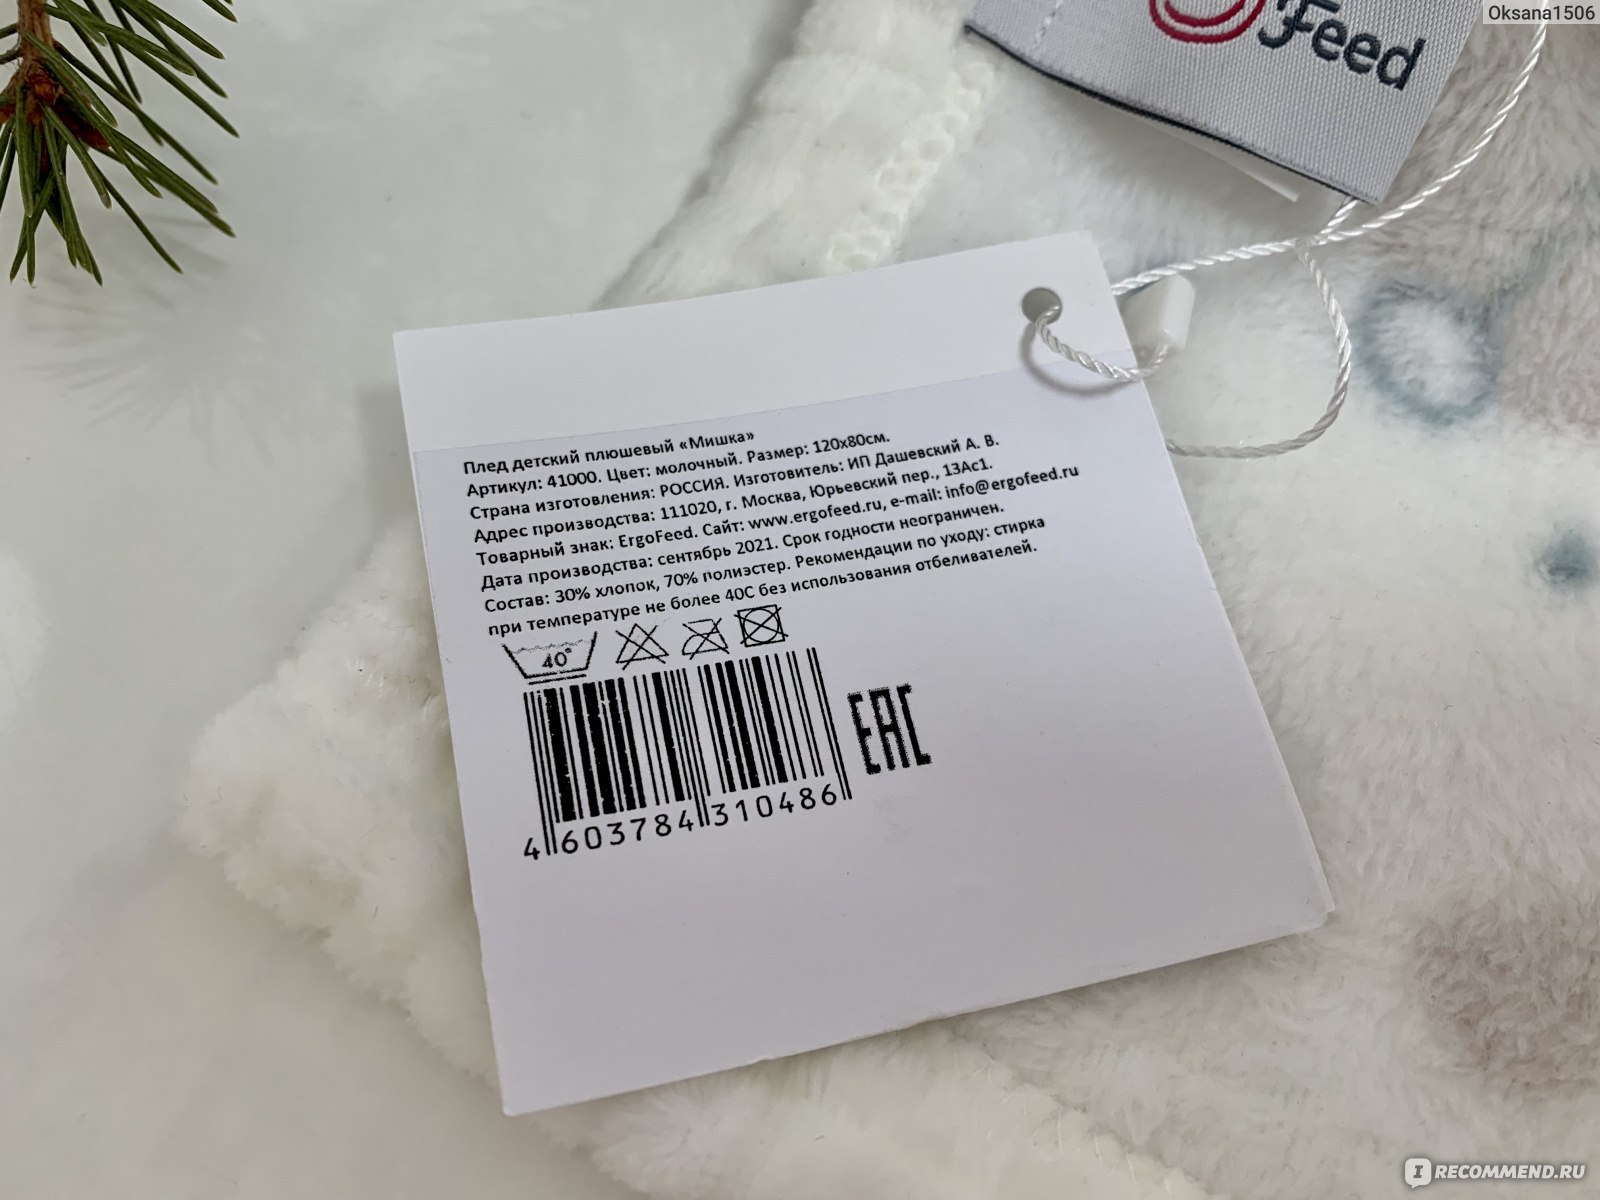 Oksana1506
Feed
Плед детский плюшевый «Мишка»
Артикул: 41000. Цвет: молочный. Размер: 120х80см.
Страна изготовления: РОССИЯ. Изготовитель: ИП Дашевский А. В.
Адрес производства: 111020, г. Москва, Юрьевский пер., 13Ас1.
Товарный знак: ErgoFeed. Сайт: www.ergofeed.ru, e-mail: info@ergofeed.ru
Дата производства: сентябрь 2021. Срок годности неограничен.
Состав: 30% хлопок, 70% полиэстер. Рекомендации по уходу: стирка
при температуре не более 40С без использования отбеливателей.
40°
EAC
4 603784 310486
IRECOMMEND.RU